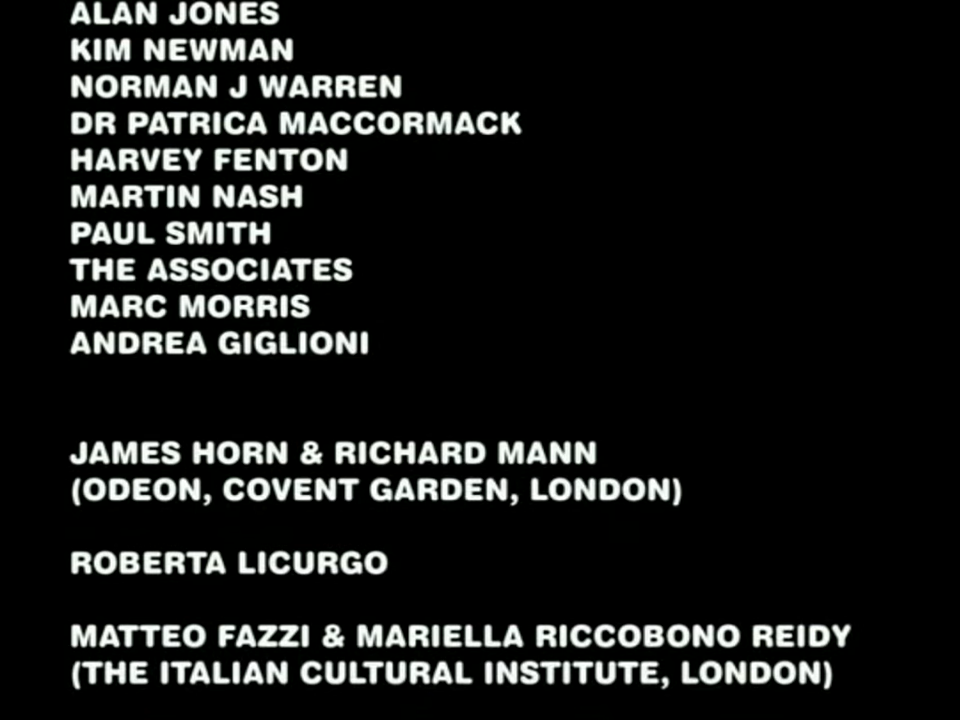 ALAN JONES
KIM NEWMAN
NORMAN J WARREN
DR PATRICA MACCORMACK
HARVEY FENTON
MARTIN NASH
PAUL SMITH
THE ASSOCIATES
MARC MORRIS
ANDREA GIGLIONI
JAMES HORN & RICHARD MANN
(ODEON, COVENT GARDEN, LONDON)
ROBERTA LICURGO
MATTEO FAZZI & MARIELLA RICCOBONO REIDY
(THE ITALIAN CULTURAL INSTITUTE, LONDON)